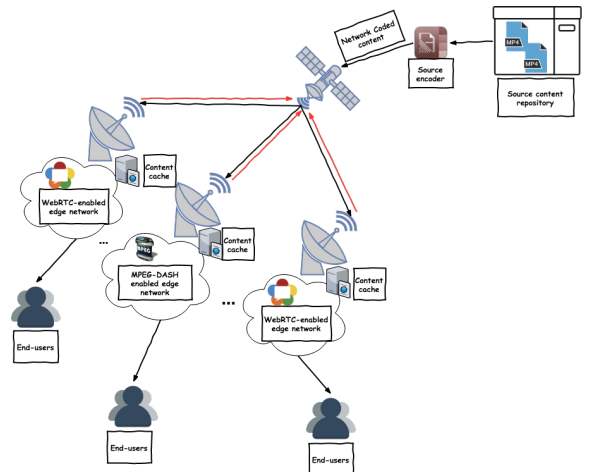 Network Coded
content
MP4
MP4
Source
encoder
Source content
repository
Content
cache
WebRTC-enabled
edge network
...
Content
cache
MPEG
MPEG-DASH
enabled edge
network
...
Content
cache
WebRTC-enabled
edge network
End-users
End-users
End-users